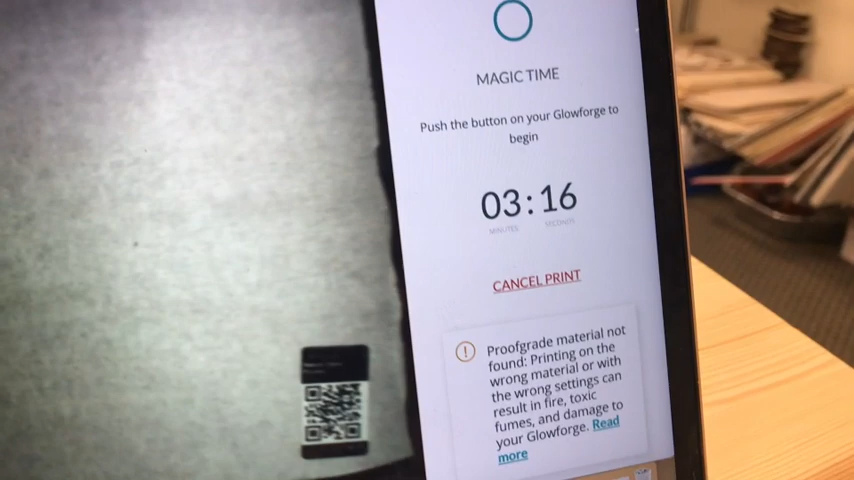 MAGIC TIME
Push the button on your Glowforge to
begin
03:16
MINUTES SECONDS
CANCEL PRINT
Proofgrade material not
found: Printing on the
wrong material or with
the wrong settings can
result in fire, toxic
fumes, and damage to
your Glowforge. Read
more